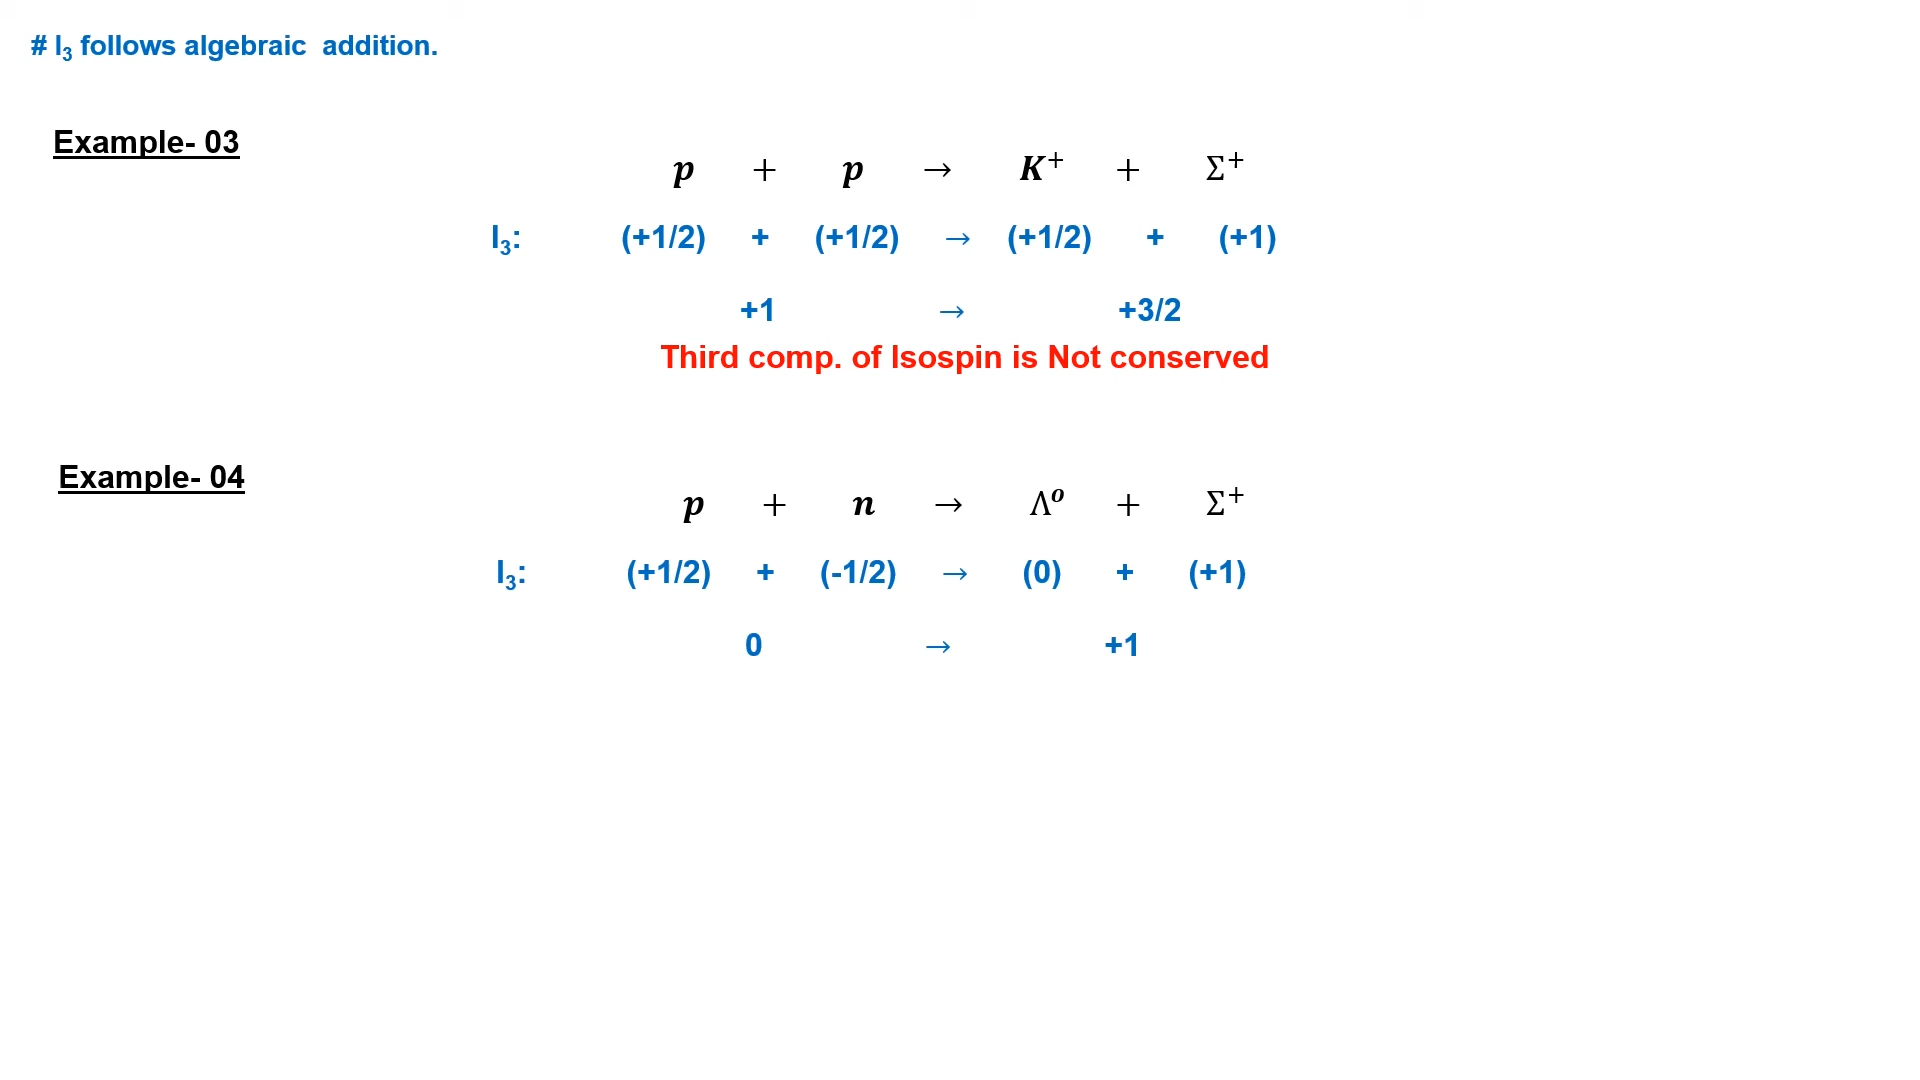 # I₃ follows algebraic  addition.
Example- 03
p + p → K⁺ + Σ⁺
I₃: (+1/2) + (+1/2) → (+1/2) + (+1)
+1 → +3/2
Third comp. of Isospin is Not conserved
Example- 04
p + n → Λᵒ + Σ⁺
I₃: (+1/2) + (-1/2) → (0) + (+1)
0 → +1